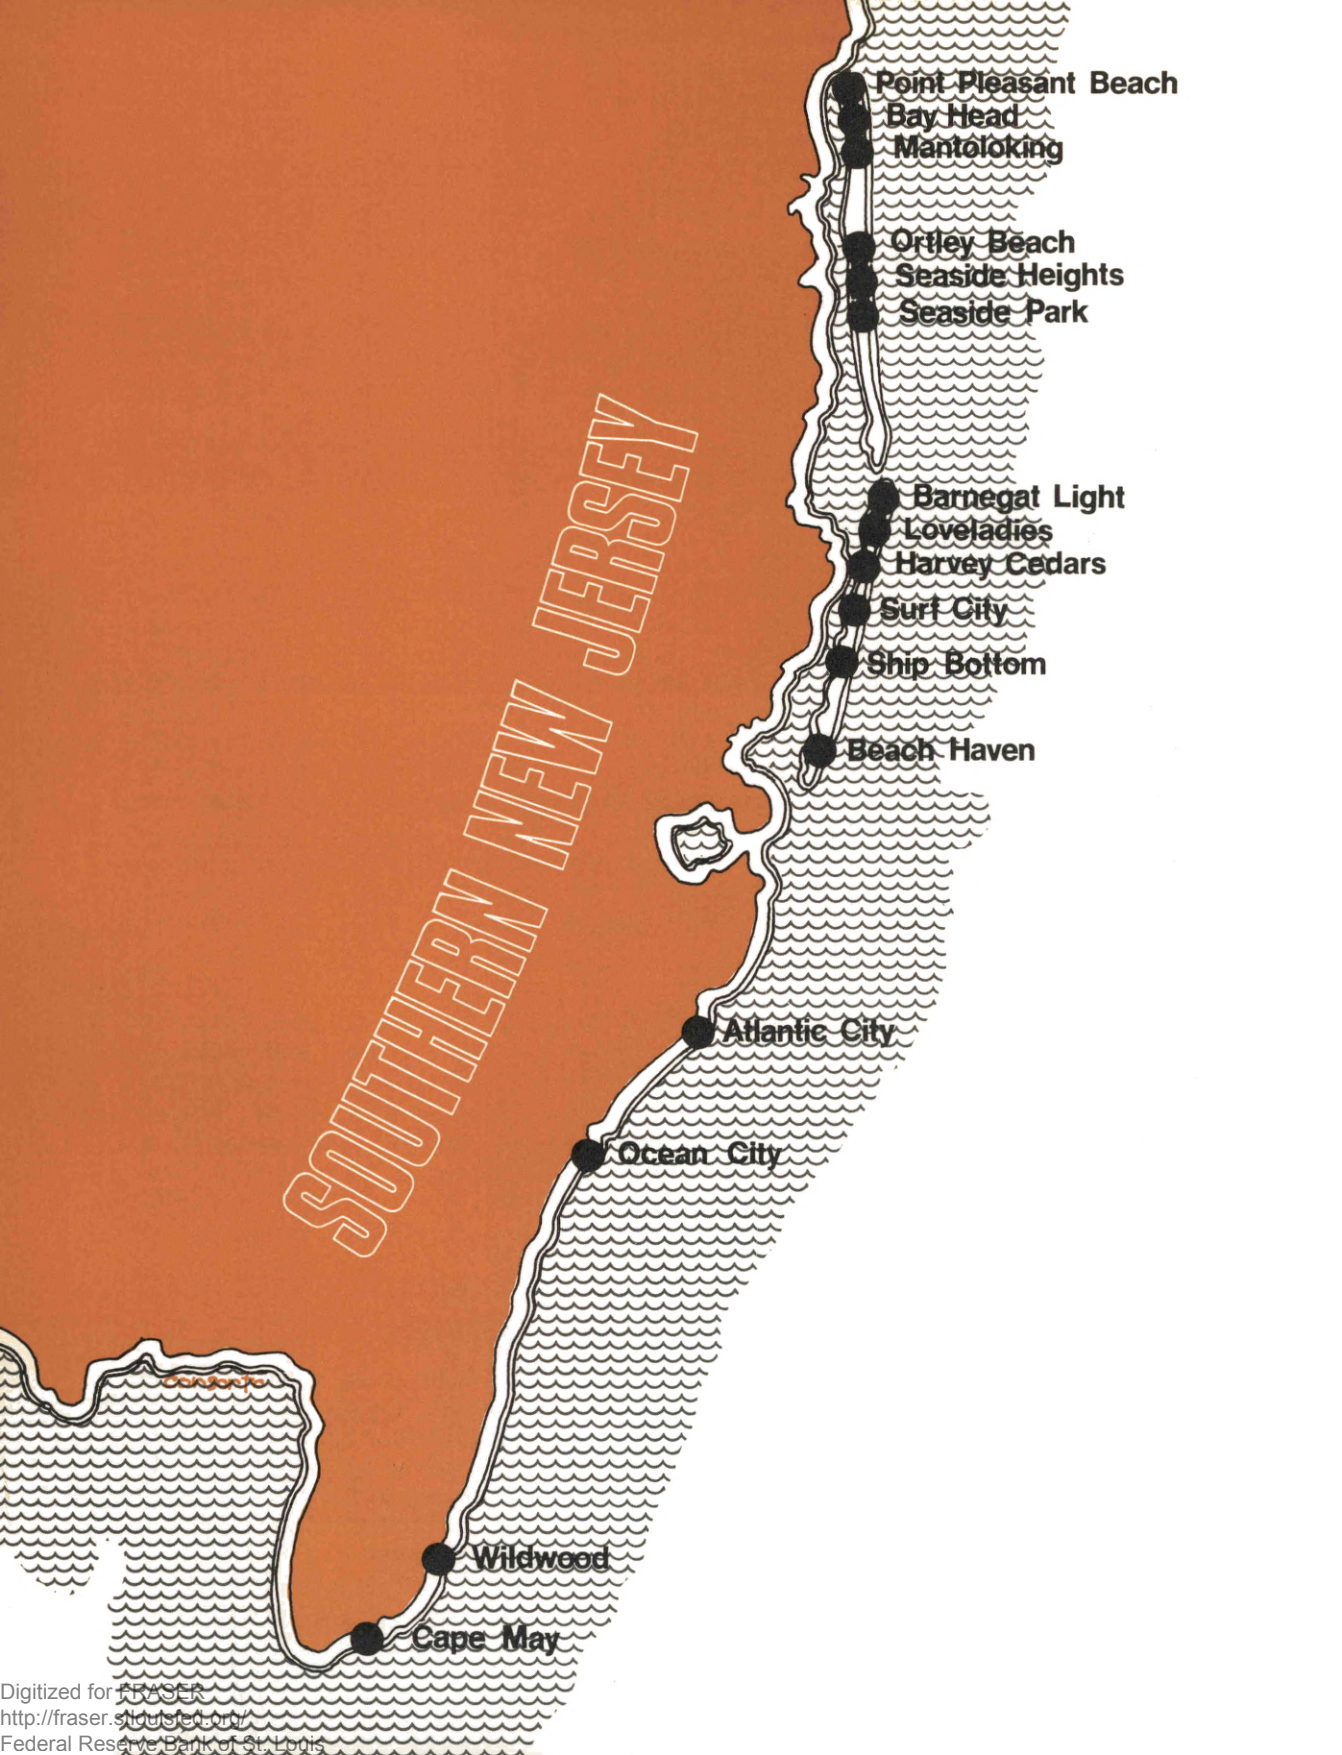 Point Pleasant Beach
Bay Head
Mantoloking
Ortley Beach
Seaside Heights
Seaside Park
Barnegat Light
Loveladies
Harvey Cedars
Surf City
Ship Bottom
Beach Haven
SOUTHERN NEW JERSEY
Atlantic City
Ocean City
consorto
Wildwood
Cape May
Digitized for FRASER
http://fraser.stlouisfed.org/
Federal Reserve Bank of St. Louis